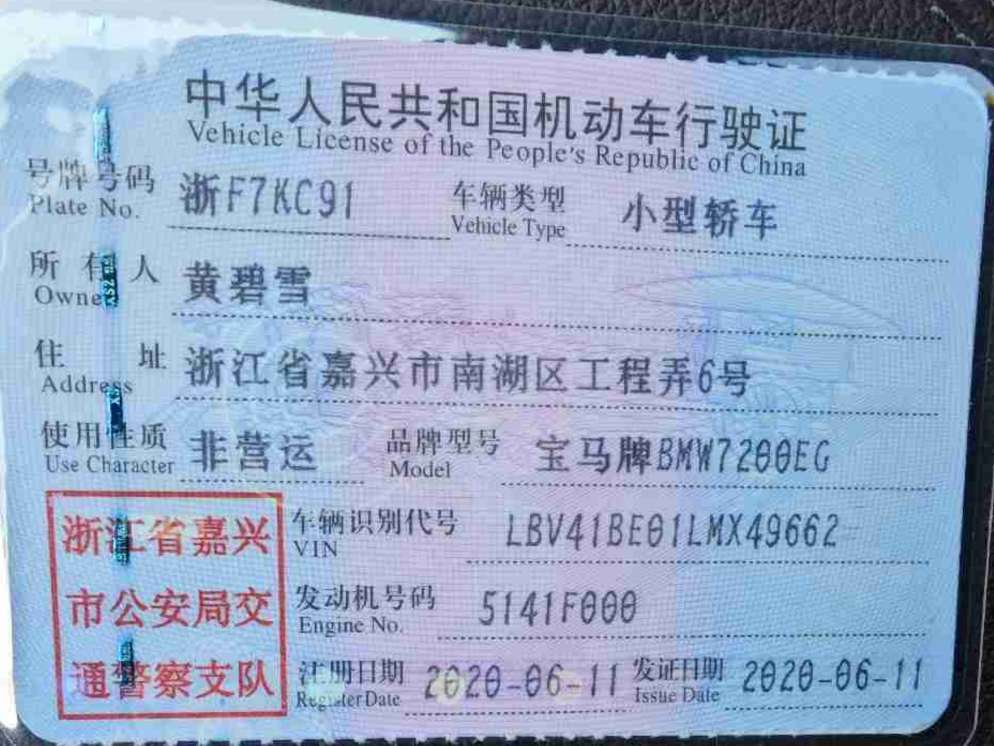 中华人民共和国机动车行驶证
Vehicle License of the People's Republic of China
号牌号码 浙F7KC91 车辆类型 小型轿车
Plate No. Vehicle Type
所有人 黄碧雪
Owner
住址 浙江省嘉兴市南湖区工程弄6号
Address
使用性质 非营运 品牌型号 宝马牌BMW7200EG
Use Character Model
浙江省嘉兴 车辆识别代号 LBV41BE01LMX49662
VIN
市公安局交 发动机号码 5141F000
Engine No.
通警察支队 注册日期 2020-06-11 发证日期 2020-06-11
Register Date Issue Date